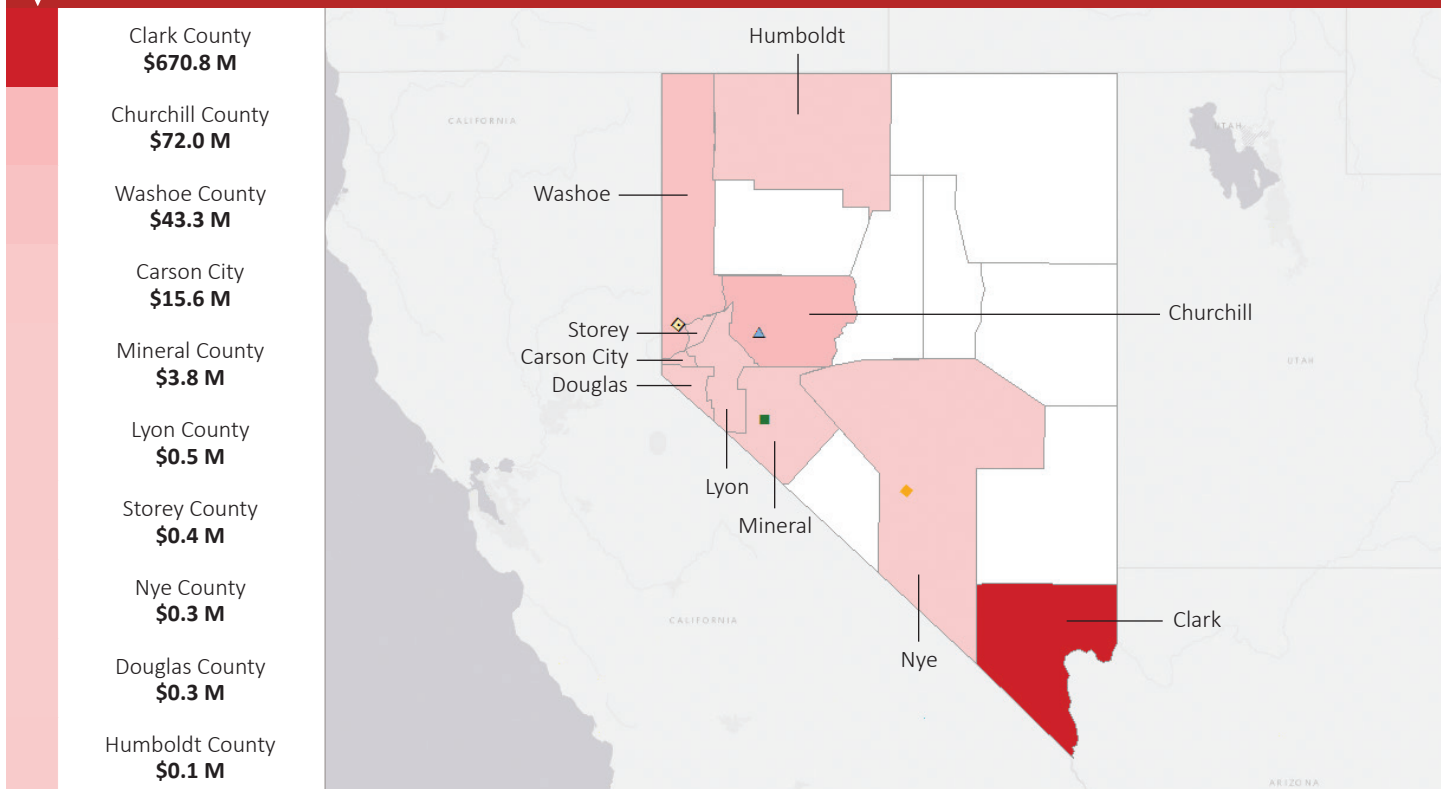 Clark County
$670.8 M
Churchill County
$72.0 M
Washoe County
$43.3 M
Carson City
$15.6 M
Mineral County
$3.8 M
Lyon County
$0.5 M
Storey County
$0.4 M
Nye County
$0.3 M
Douglas County
$0.3 M
Humboldt County
$0.1 M
Humboldt
CALIFORNIA
UTAH
Washoe
Churchill
Storey
Carson City
Douglas
UTAH
Lyon
Mineral
CALIFORNIA
Clark
Nye
ARIZONA